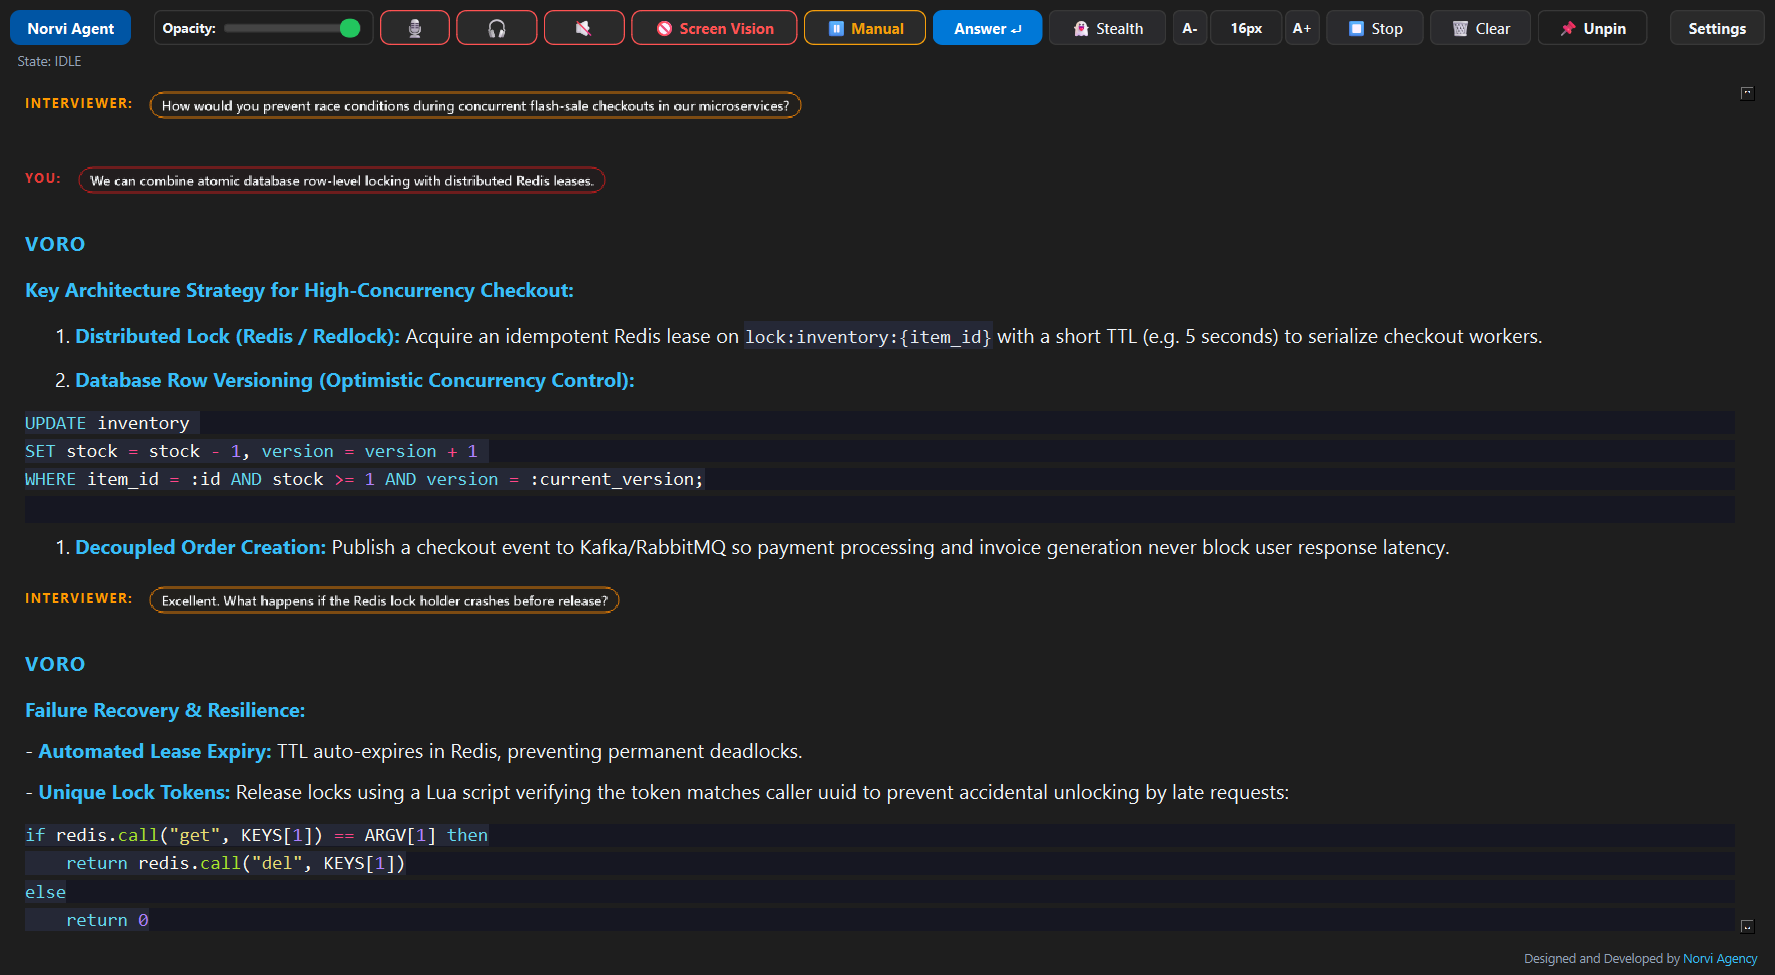 Norvi Agent
Opacity:
Screen Vision
Manual
Answer ↵
Stealth
A-
16px
A+
Stop
Clear
Unpin
Settings
State: IDLE
INTERVIEWER: How would you prevent race conditions during concurrent flash-sale checkouts in our microservices?
YOU: We can combine atomic database row-level locking with distributed Redis leases.
VORO
Key Architecture Strategy for High-Concurrency Checkout:
1. Distributed Lock (Redis / Redlock): Acquire an idempotent Redis lease on lock:inventory:{item_id} with a short TTL (e.g. 5 seconds) to serialize checkout workers.
2. Database Row Versioning (Optimistic Concurrency Control):
UPDATE inventory
SET stock = stock - 1, version = version + 1
WHERE item_id = :id AND stock >= 1 AND version = :current_version;
1. Decoupled Order Creation: Publish a checkout event to Kafka/RabbitMQ so payment processing and invoice generation never block user response latency.
INTERVIEWER: Excellent. What happens if the Redis lock holder crashes before release?
VORO
Failure Recovery & Resilience:
- Automated Lease Expiry: TTL auto-expires in Redis, preventing permanent deadlocks.
- Unique Lock Tokens: Release locks using a Lua script verifying the token matches caller uuid to prevent accidental unlocking by late requests:
if redis.call("get", KEYS[1]) == ARGV[1] then
    return redis.call("del", KEYS[1])
else
    return 0
Designed and Developed by Norvi Agency